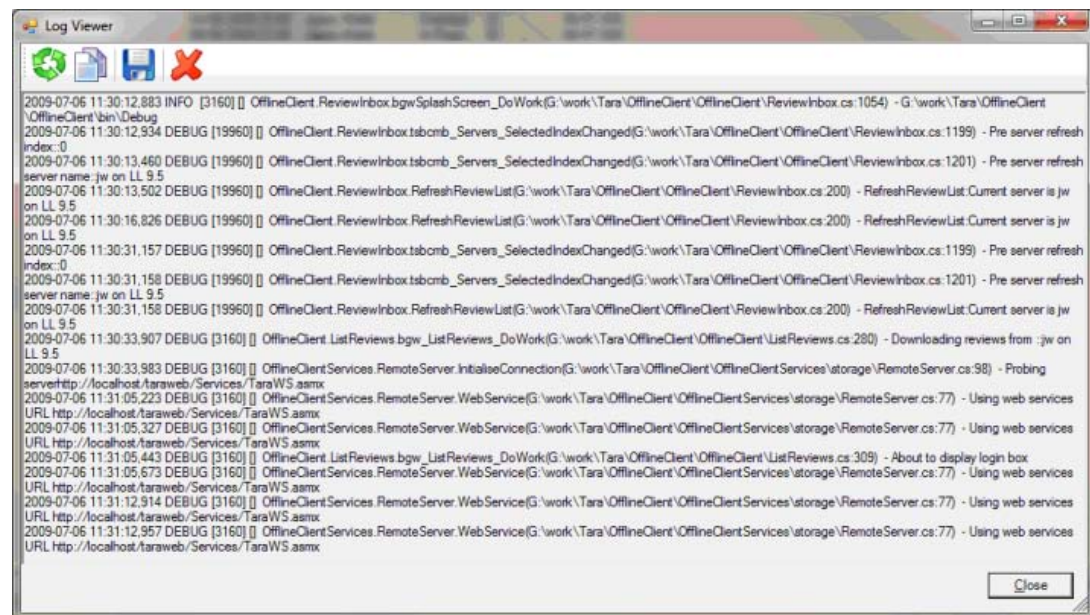 Log Viewer
2009-07-06 11:30:12,883 INFO  [3160] [] OfflineClient.ReviewInbox.bgwSplashScreen_DoWork(G:\work\Tara\OfflineClient\OfflineClient\ReviewInbox.cs:1054) - G:\work\Tara\OfflineClient
\OfflineClient\bin\Debug
2009-07-06 11:30:12,934 DEBUG [19960] [] OfflineClient.ReviewInbox.tsbcmb_Servers_SelectedIndexChanged(G:\work\Tara\OfflineClient\OfflineClient\ReviewInbox.cs:1199) - Pre server refresh
index::0
2009-07-06 11:30:13,460 DEBUG [19960] [] OfflineClient.ReviewInbox.tsbcmb_Servers_SelectedIndexChanged(G:\work\Tara\OfflineClient\OfflineClient\ReviewInbox.cs:1201) - Pre server refresh
server name::jw on LL 9.5
2009-07-06 11:30:13,502 DEBUG [19960] [] OfflineClient.ReviewInbox.RefreshReviewList(G:\work\Tara\OfflineClient\OfflineClient\ReviewInbox.cs:200) - RefreshReviewList:Current server is jw
on LL 9.5
2009-07-06 11:30:16,826 DEBUG [19960] [] OfflineClient.ReviewInbox.RefreshReviewList(G:\work\Tara\OfflineClient\OfflineClient\ReviewInbox.cs:200) - RefreshReviewList:Current server is jw
on LL 9.5
2009-07-06 11:30:31,157 DEBUG [19960] [] OfflineClient.ReviewInbox.tsbcmb_Servers_SelectedIndexChanged(G:\work\Tara\OfflineClient\OfflineClient\ReviewInbox.cs:1199) - Pre server refresh
index::0
2009-07-06 11:30:31,158 DEBUG [19960] [] OfflineClient.ReviewInbox.tsbcmb_Servers_SelectedIndexChanged(G:\work\Tara\OfflineClient\OfflineClient\ReviewInbox.cs:1201) - Pre server refresh
server name::jw on LL 9.5
2009-07-06 11:30:31,158 DEBUG [19960] [] OfflineClient.ReviewInbox.RefreshReviewList(G:\work\Tara\OfflineClient\OfflineClient\ReviewInbox.cs:200) - RefreshReviewList:Current server is jw
on LL 9.5
2009-07-06 11:30:33,907 DEBUG [3160] [] OfflineClient.ListReviews.bgw_ListReviews_DoWork(G:\work\Tara\OfflineClient\OfflineClient\ListReviews.cs:280) - Downloading reviews from ::jw on
LL 9.5
2009-07-06 11:30:33,983 DEBUG [3160] [] OfflineClientServices.RemoteServer.InitialiseConnection(G:\work\Tara\OfflineClient\OfflineClientServices\storage\RemoteServer.cs:98) - Probing
serverhttp://localhost/taraweb/Services/TaraWS.asmx
2009-07-06 11:31:05,223 DEBUG [3160] [] OfflineClientServices.RemoteServer.WebService(G:\work\Tara\OfflineClient\OfflineClientServices\storage\RemoteServer.cs:77) - Using web services
URL http://localhost/taraweb/Services/TaraWS.asmx
2009-07-06 11:31:05,327 DEBUG [3160] [] OfflineClientServices.RemoteServer.WebService(G:\work\Tara\OfflineClient\OfflineClientServices\storage\RemoteServer.cs:77) - Using web services
URL http://localhost/taraweb/Services/TaraWS.asmx
2009-07-06 11:31:05,443 DEBUG [3160] [] OfflineClient.ListReviews.bgw_ListReviews_DoWork(G:\work\Tara\OfflineClient\OfflineClient\ListReviews.cs:309) - About to display login box
2009-07-06 11:31:05,673 DEBUG [3160] [] OfflineClientServices.RemoteServer.WebService(G:\work\Tara\OfflineClient\OfflineClientServices\storage\RemoteServer.cs:77) - Using web services
URL http://localhost/taraweb/Services/TaraWS.asmx
2009-07-06 11:31:12,914 DEBUG [3160] [] OfflineClientServices.RemoteServer.WebService(G:\work\Tara\OfflineClient\OfflineClientServices\storage\RemoteServer.cs:77) - Using web services
URL http://localhost/taraweb/Services/TaraWS.asmx
2009-07-06 11:31:12,957 DEBUG [3160] [] OfflineClientServices.RemoteServer.WebService(G:\work\Tara\OfflineClient\OfflineClientServices\storage\RemoteServer.cs:77) - Using web services
URL http://localhost/taraweb/Services/TaraWS.asmx
Close